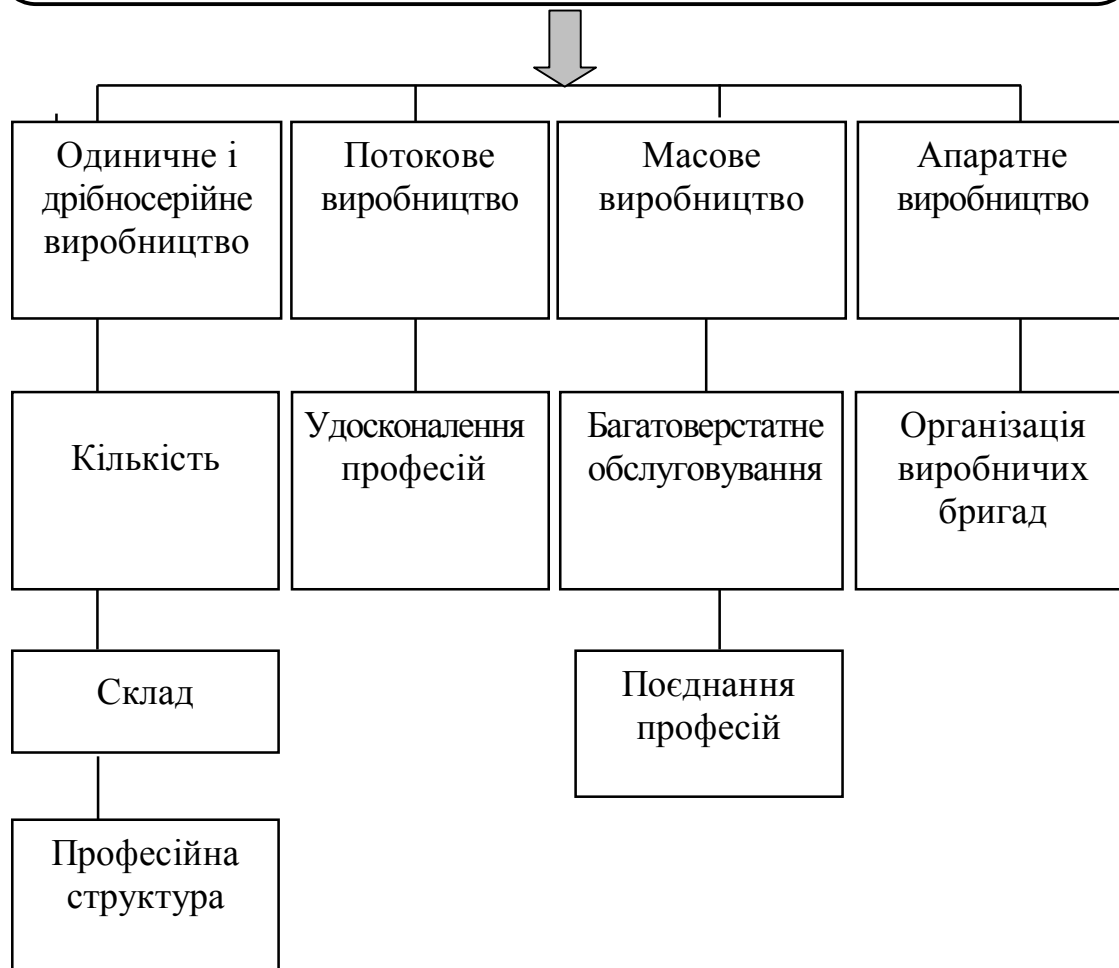 Одиничне і
дрібносерійне
виробництво
Потокове
виробництво
Масове
виробництво
Апаратне
виробництво
Кількість
Удосконалення
професій
Багатоверстатне
обслуговування
Організація
виробничих
бригад
Склад
Поєднання
професій
Професійна
структура